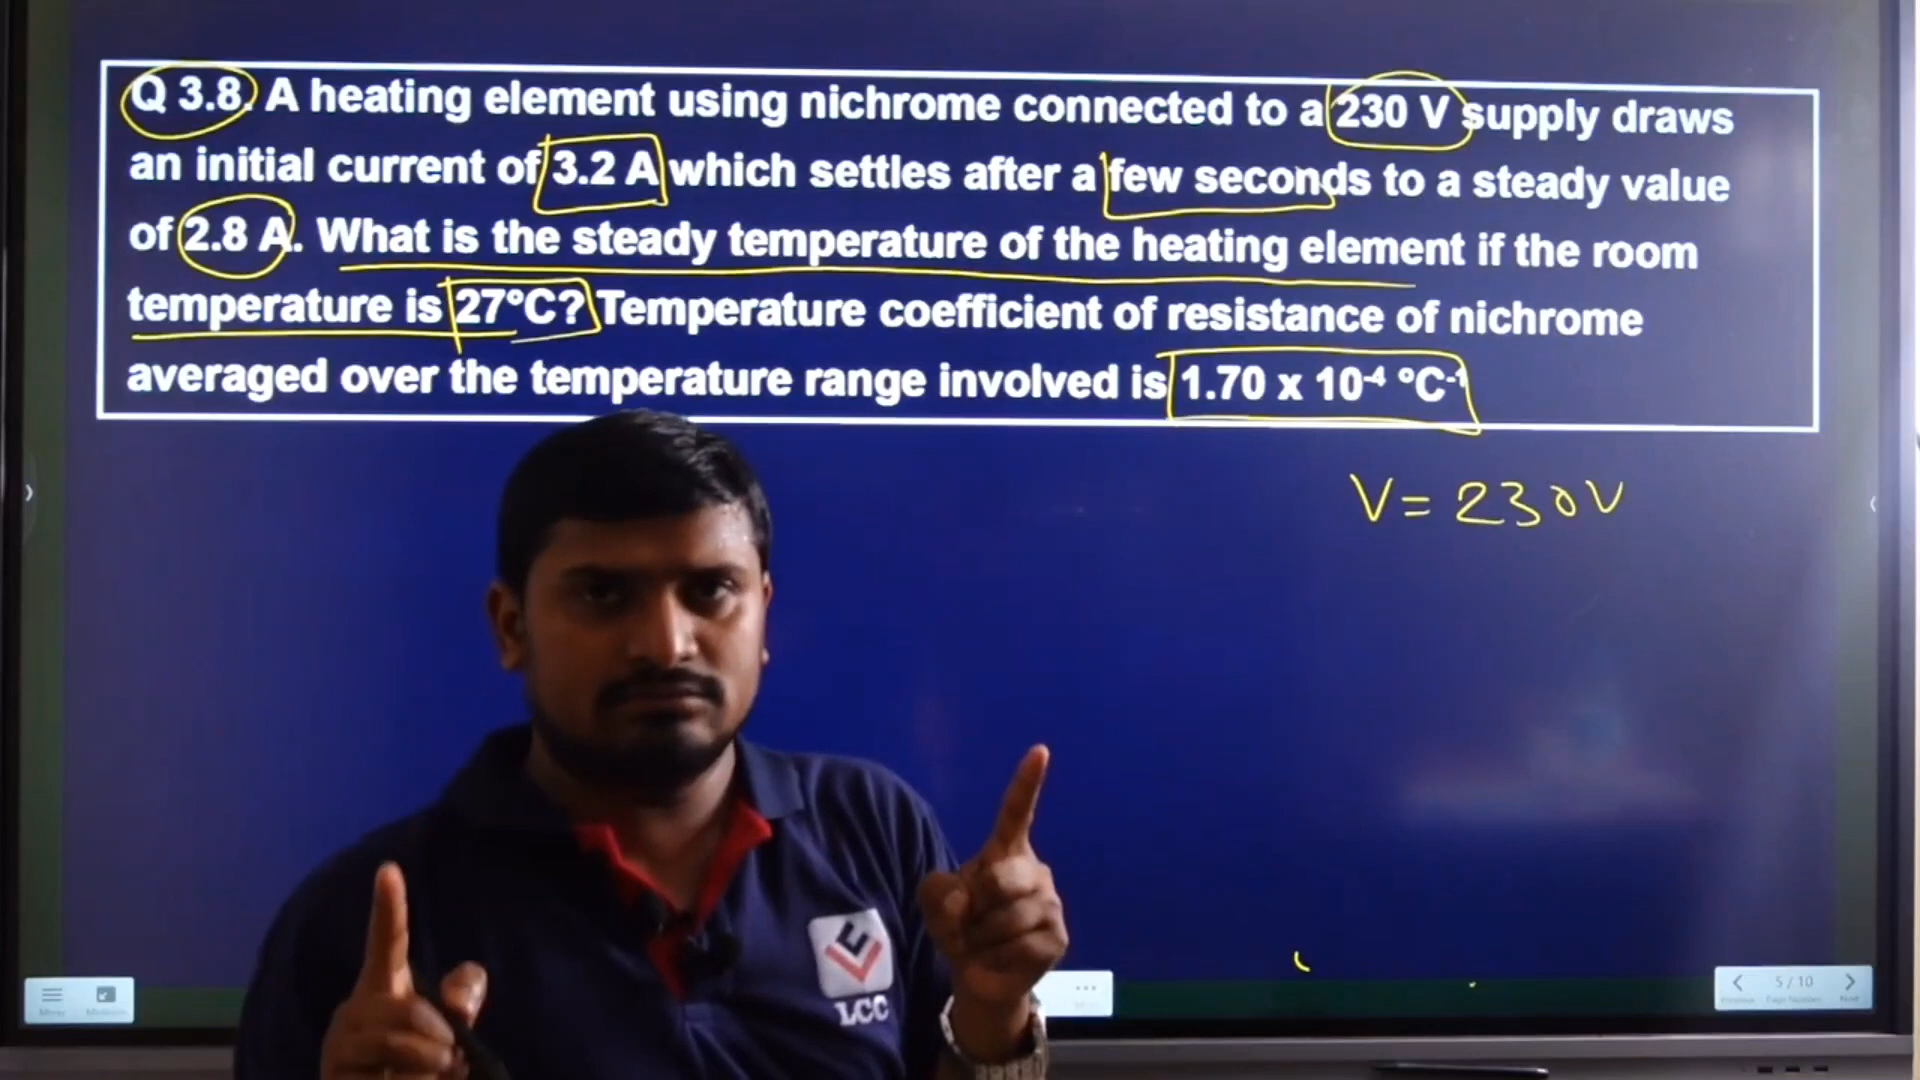 Q 3.8. A heating element using nichrome connected to a 230 V supply draws
an initial current of 3.2 A which settles after a few seconds to a steady value
of 2.8 A. What is the steady temperature of the heating element if the room
temperature is 27°C? Temperature coefficient of resistance of nichrome
averaged over the temperature range involved is 1.70 x 10⁻⁴ °C⁻¹
V = 230V
LCC
5 / 10